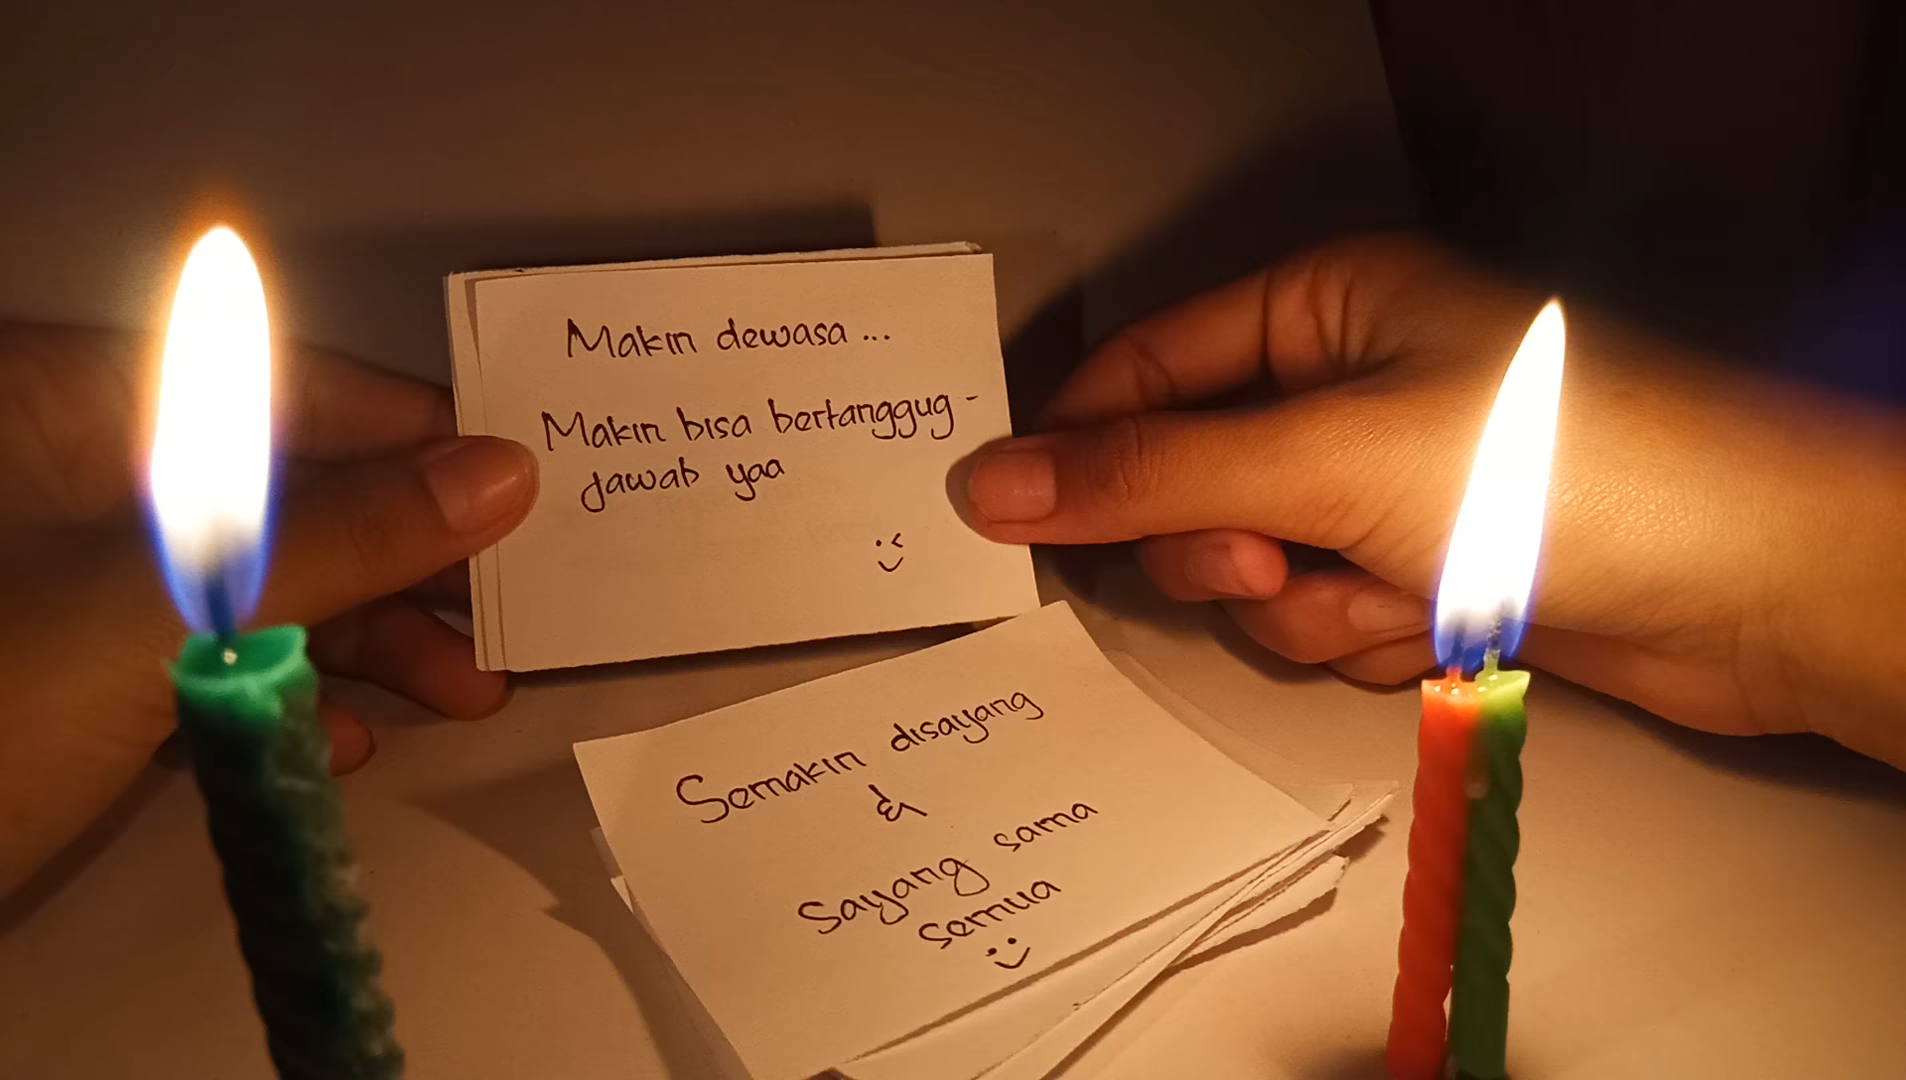 Makin dewasa ...
Makin bisa bertanggug -
jawab yaa
Semakin disayang
&
Sayang sama
semua